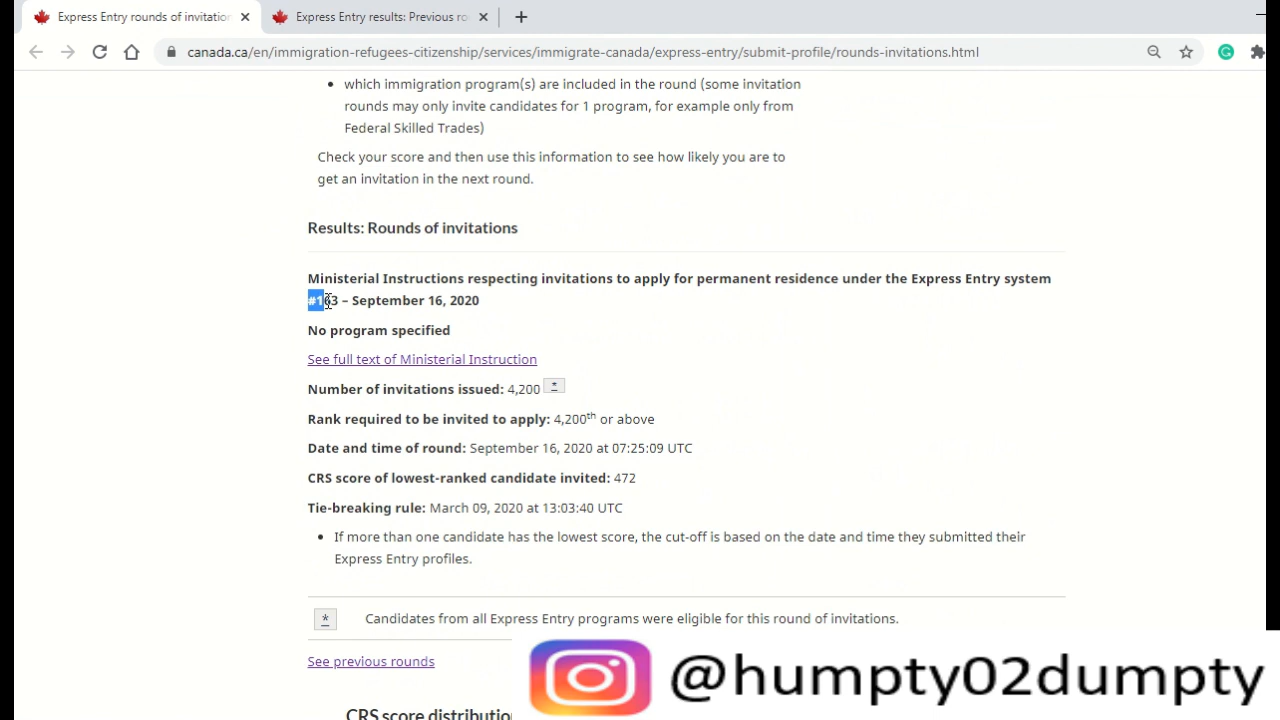 Express Entry rounds of invitation
Express Entry results: Previous ro
canada.ca/en/immigration-refugees-citizenship/services/immigrate-canada/express-entry/submit-profile/rounds-invitations.html
• which immigration program(s) are included in the round (some invitation
rounds may only invite candidates for 1 program, for example only from
Federal Skilled Trades)
Check your score and then use this information to see how likely you are to
get an invitation in the next round.
Results: Rounds of invitations
Ministerial Instructions respecting invitations to apply for permanent residence under the Express Entry system
#163 – September 16, 2020
No program specified
See full text of Ministerial Instruction
Number of invitations issued: 4,200 *
Rank required to be invited to apply: 4,200th or above
Date and time of round: September 16, 2020 at 07:25:09 UTC
CRS score of lowest-ranked candidate invited: 472
Tie-breaking rule: March 09, 2020 at 13:03:40 UTC
• If more than one candidate has the lowest score, the cut-off is based on the date and time they submitted their
Express Entry profiles.
* Candidates from all Express Entry programs were eligible for this round of invitations.
See previous rounds
@humpty02dumpty
CRS score distributio